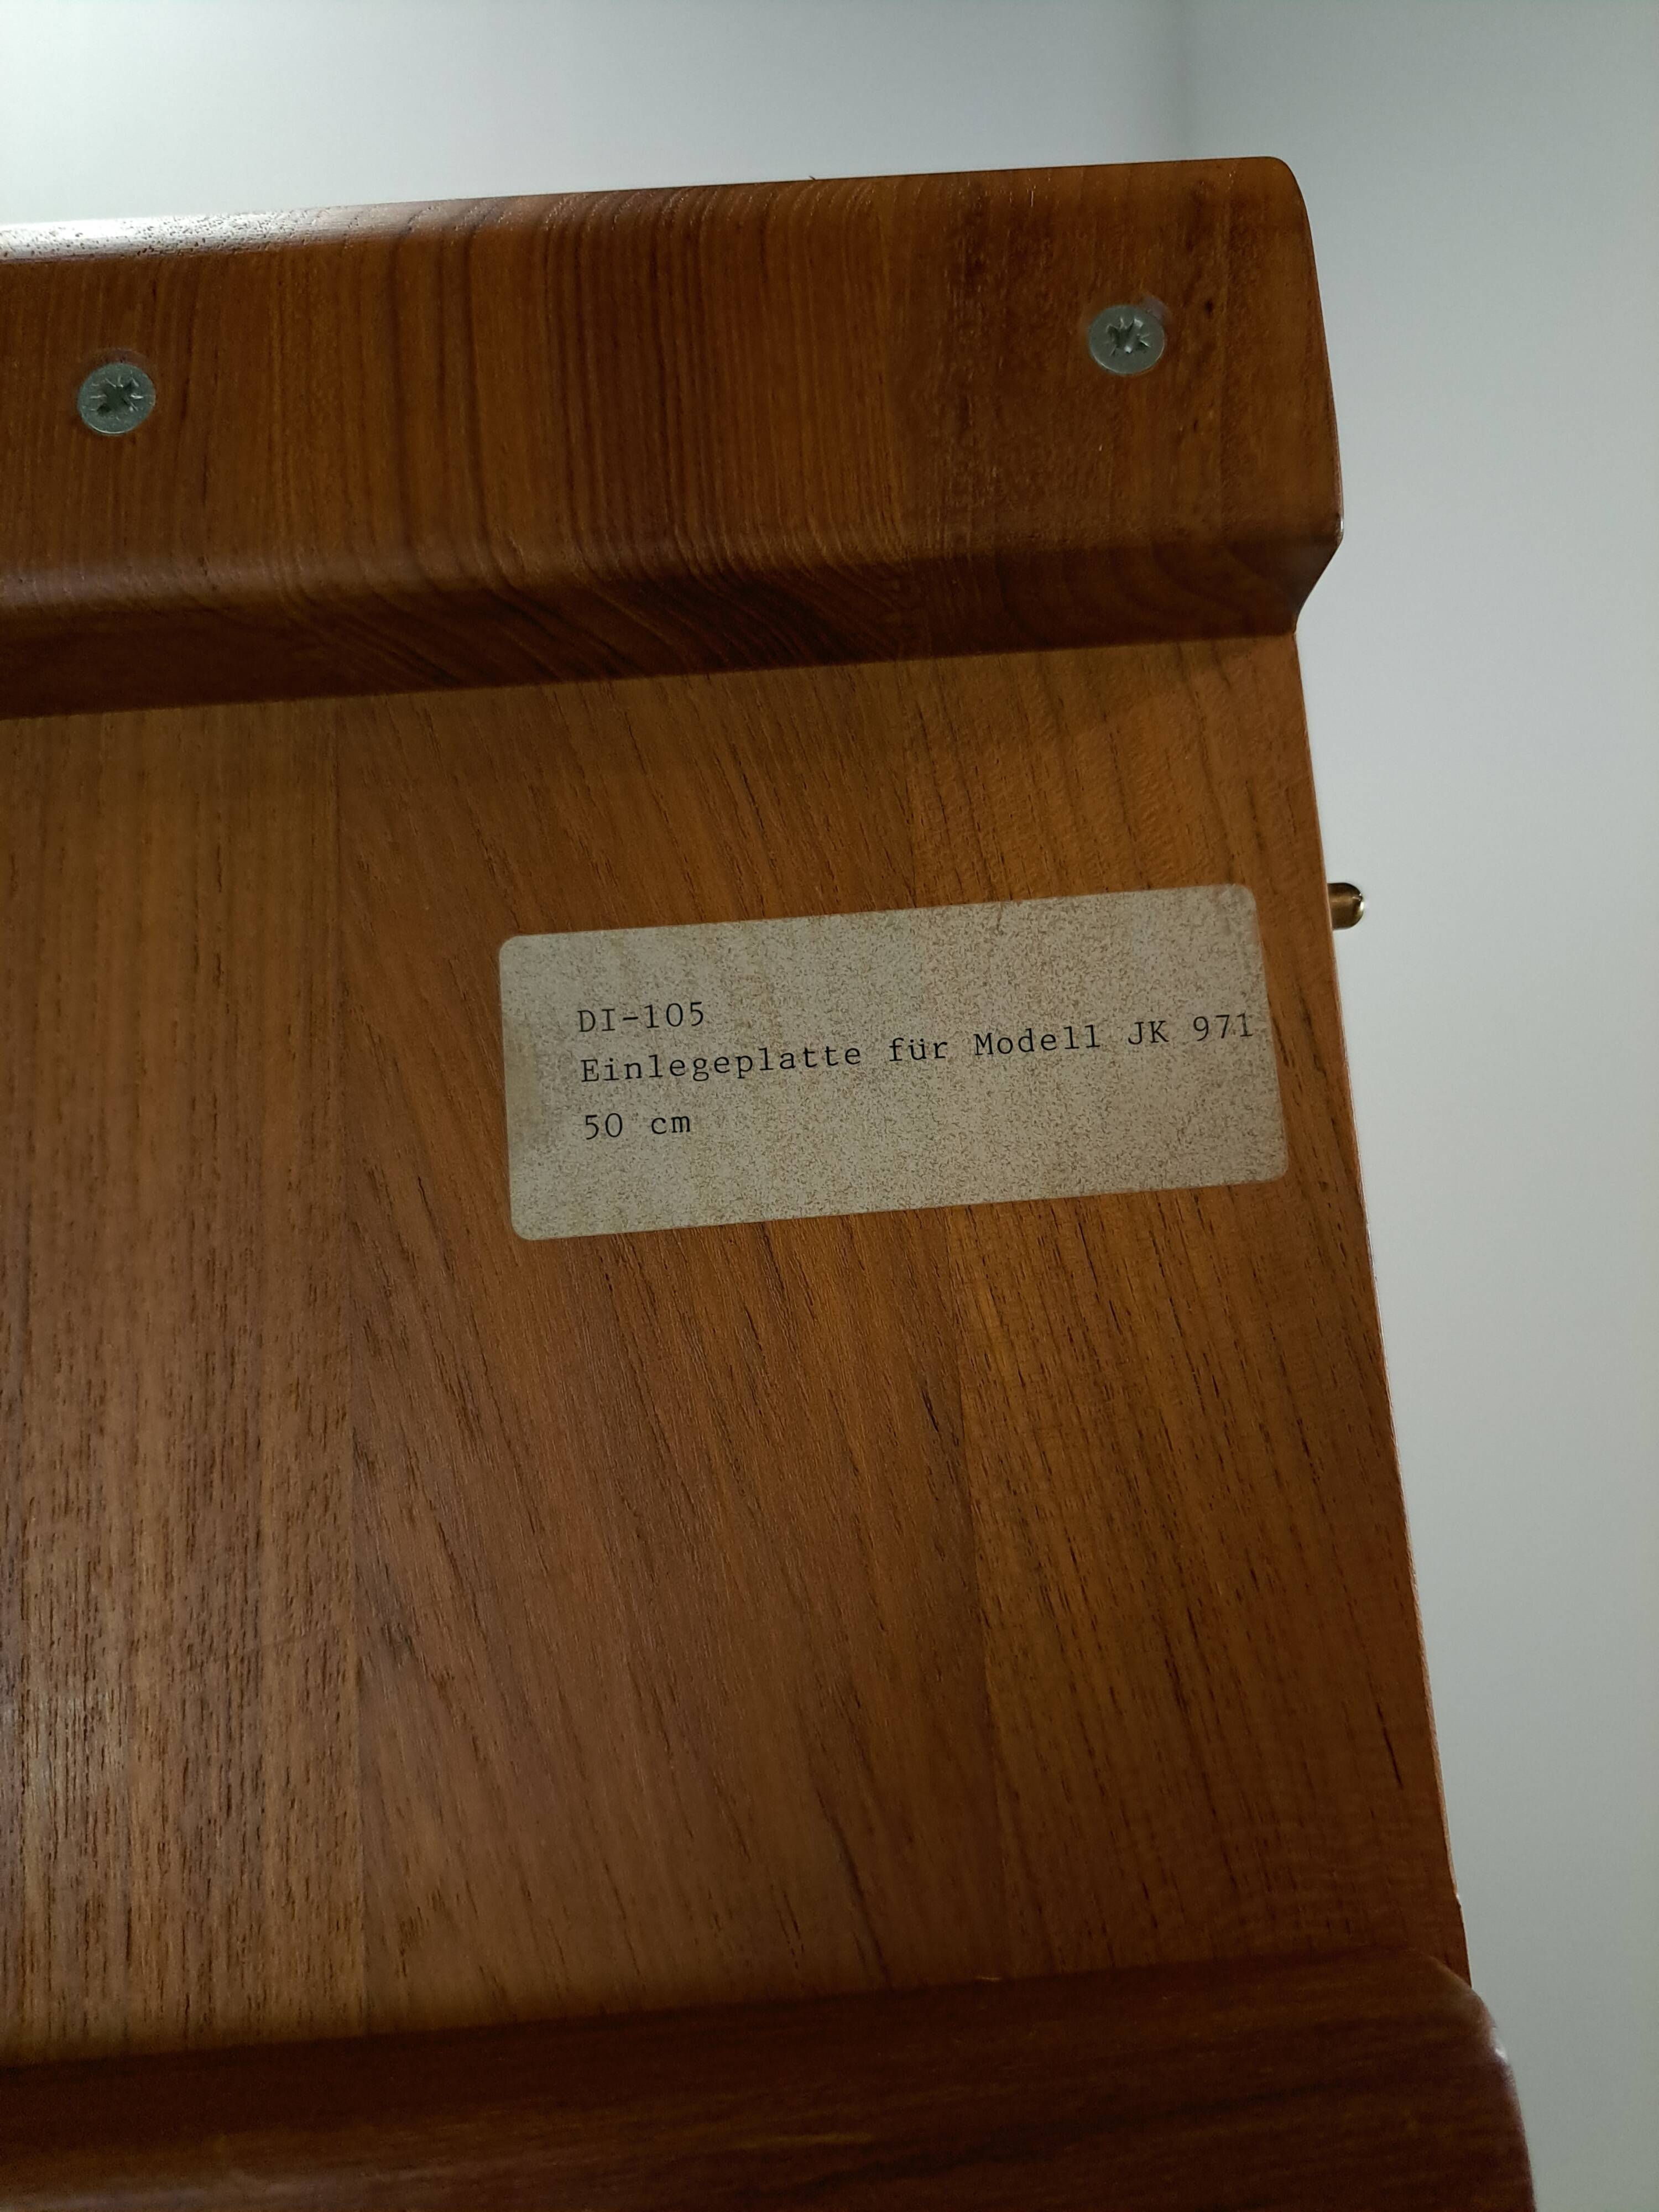 DI-105
Einlegeplatte für Modell JK 971
50 cm